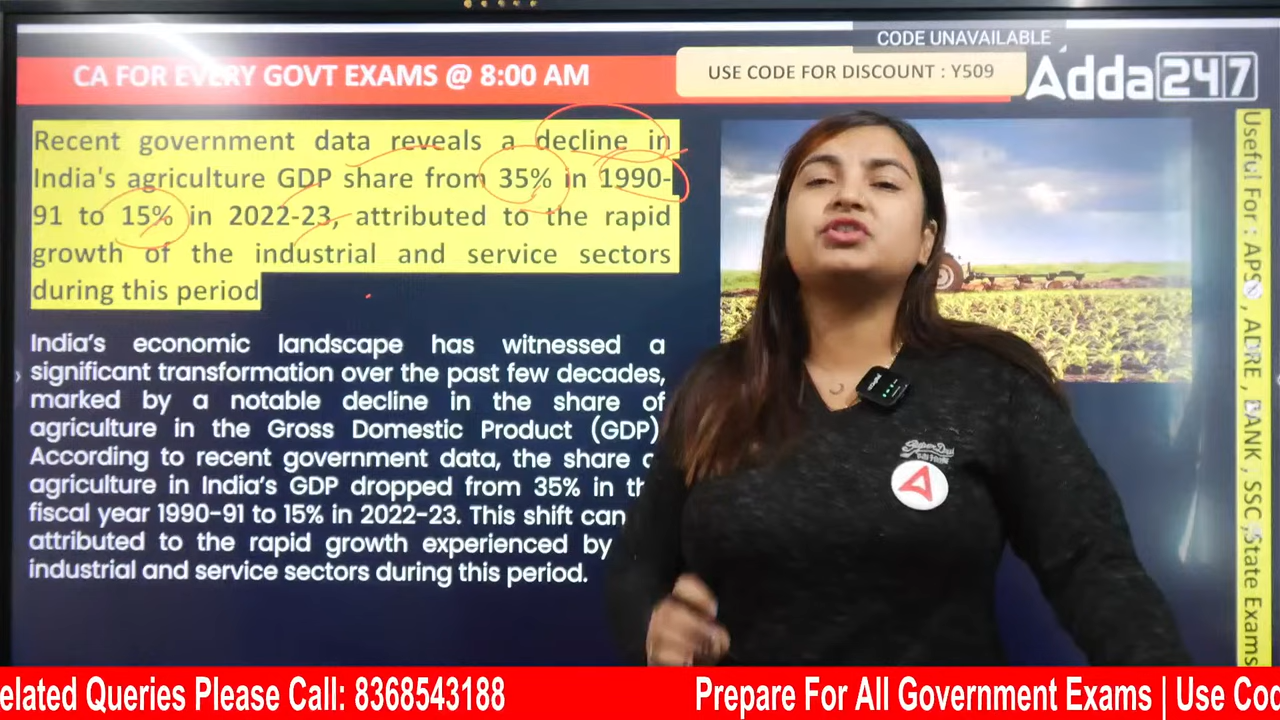 CODE UNAVAILABLE
CA FOR EVERY GOVT EXAMS @ 8:00 AM
USE CODE FOR DISCOUNT : Y509
Adda247
Recent government data reveals a decline in
India's agriculture GDP share from 35% in 1990-
91 to 15% in 2022-23, attributed to the rapid
growth of the industrial and service sectors
during this period
India's economic landscape has witnessed a
significant transformation over the past few decades,
marked by a notable decline in the share of
agriculture in the Gross Domestic Product (GDP)
According to recent government data, the share
agriculture in India's GDP dropped from 35% in
fiscal year 1990-91 to 15% in 2022-23. This shift can
attributed to the rapid growth experienced by
industrial and service sectors during this period.
Useful For : APS , ADRE , BANK , SSC , State Exams
elated Queries Please Call: 8368543188
Prepare For All Government Exams | Use Cod